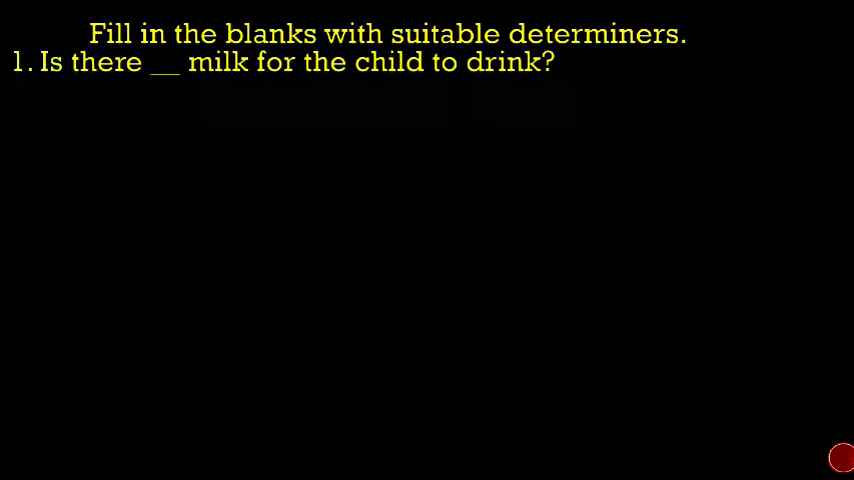 Fill in the blanks with suitable determiners.
1. Is there __ milk for the child to drink?